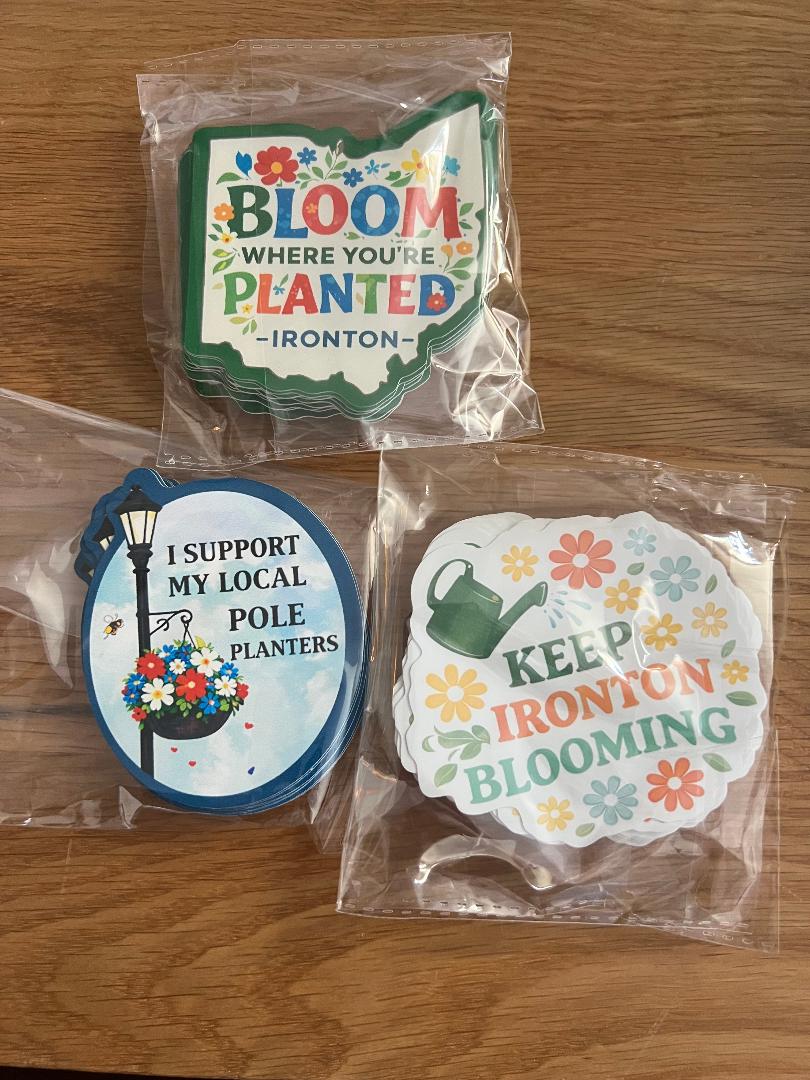 BLOOM
WHERE YOU'RE
PLANTED
-IRONTON-
I SUPPORT
MY LOCAL
POLE
PLANTERS
KEEP
IRONTON
BLOOMING